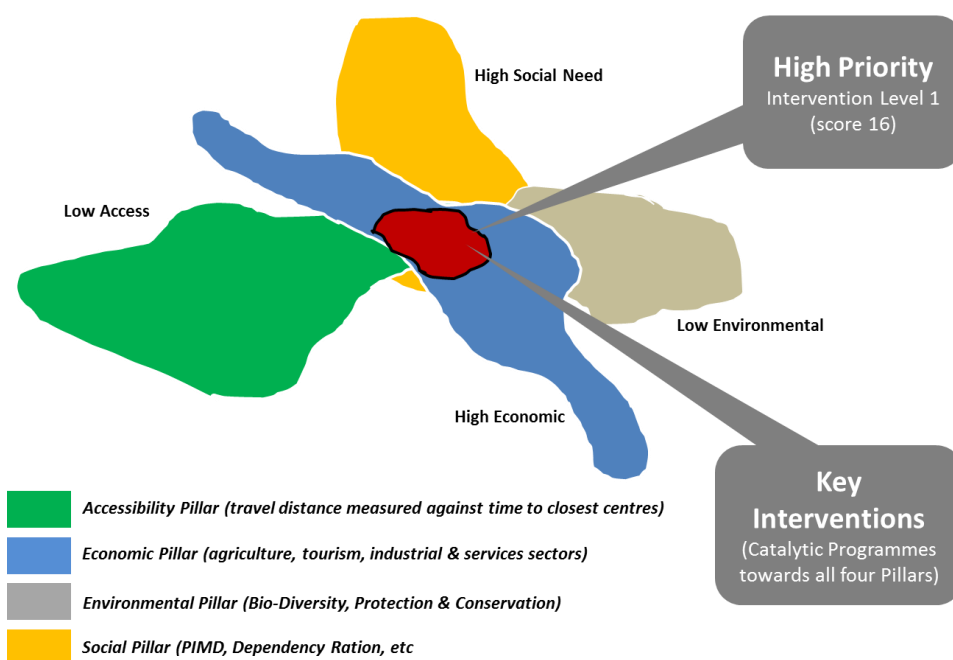 High Social Need
High Priority
Intervention Level 1
(score 16)
Low Access
Low Environmental
High Economic
Key
Interventions
(Catalytic Programmes
towards all four Pillars)
Accessibility Pillar (travel distance measured against time to closest centres)
Economic Pillar (agriculture, tourism, industrial & services sectors)
Environmental Pillar (Bio-Diversity, Protection & Conservation)
Social Pillar (PIMD, Dependency Ration, etc